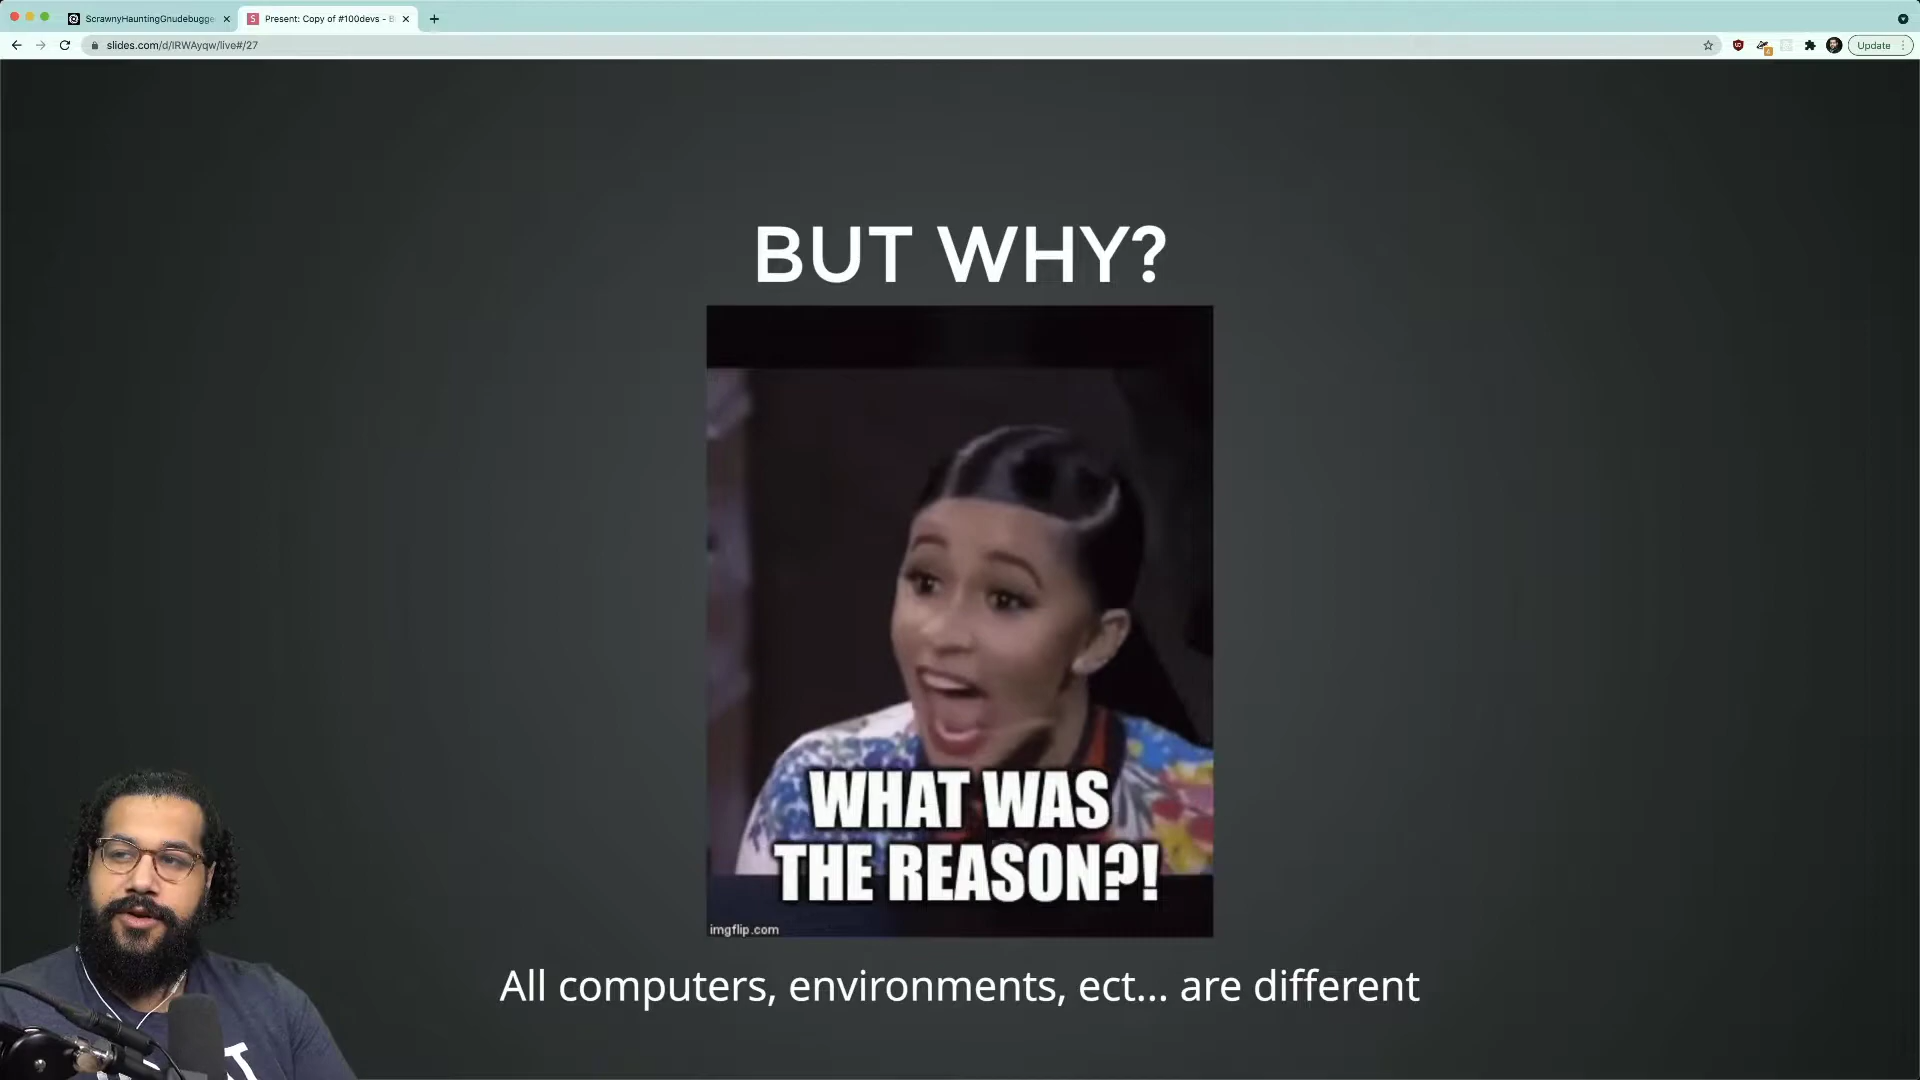 ScrawnyHauntingGnudebugge
Present: Copy of #100devs - B
slides.com/d/IRWAyqw/live#/27
Update
BUT WHY?
WHAT WAS
THE REASON?!
imgflip.com
All computers, environments, ect... are different